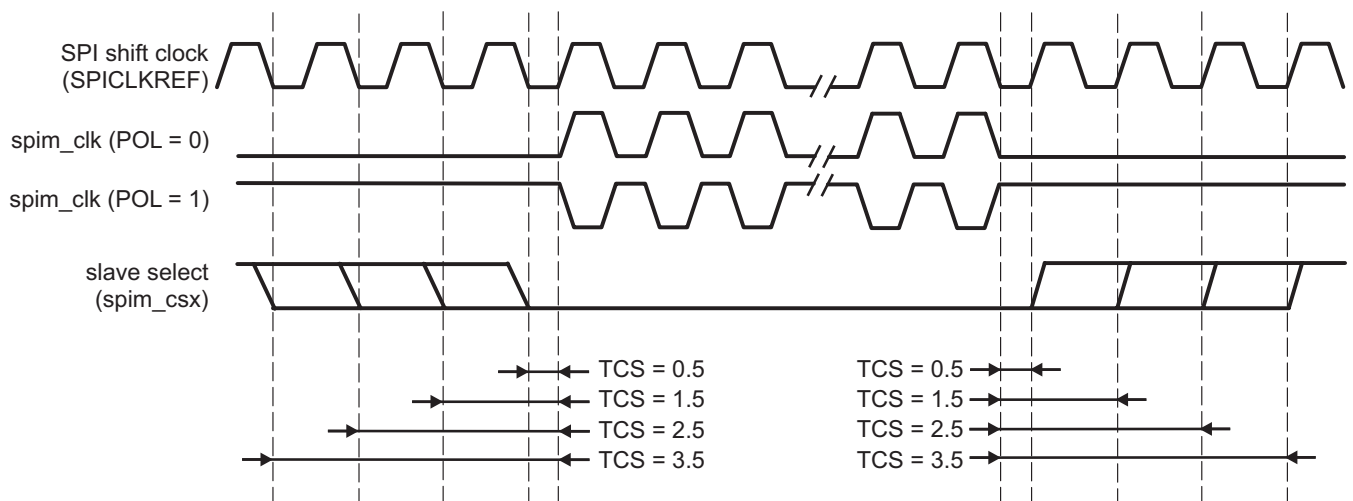 SPI shift clock
(SPICLKREF)
spim_clk (POL = 0)
spim_clk (POL = 1)
slave select
(spim_csx)
TCS = 0.5
TCS = 0.5
TCS = 1.5
TCS = 1.5
TCS = 2.5
TCS = 2.5
TCS = 3.5
TCS = 3.5